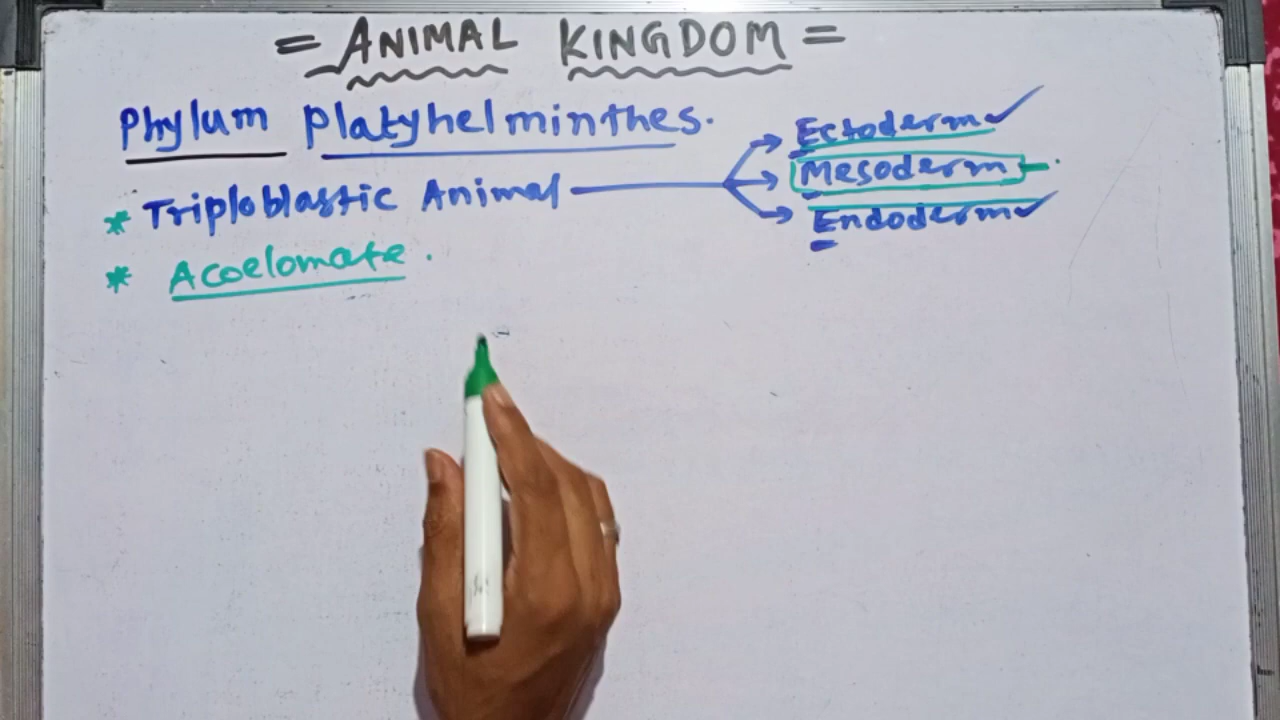 = ANIMAL KINGDOM =
Phylum Platyhelminthes.
* Triploblastic Animal → Ectoderm ✓
→ Mesoderm
→ Endoderm ✓
* Acoelomate.